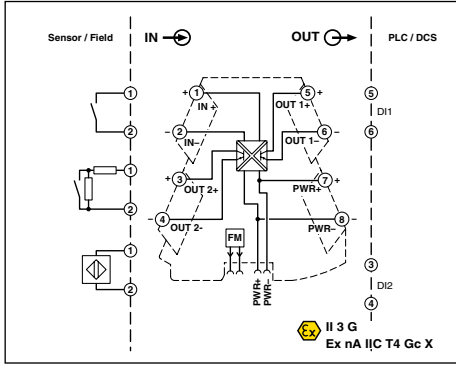 Sensor / Field
IN
OUT
PLC / DCS
1
2
1
2
1
2
+ 1
IN +
– 2
IN–
+ 3
OUT 2+
– 4
OUT 2-
5 +
OUT 1+
6 –
OUT 1–
7 +
PWR+
8 –
PWR–
FM
PWR+
PWR–
5
DI1
6
3
DI2
4
Ex
II 3 G
Ex nA IIC T4 Gc X